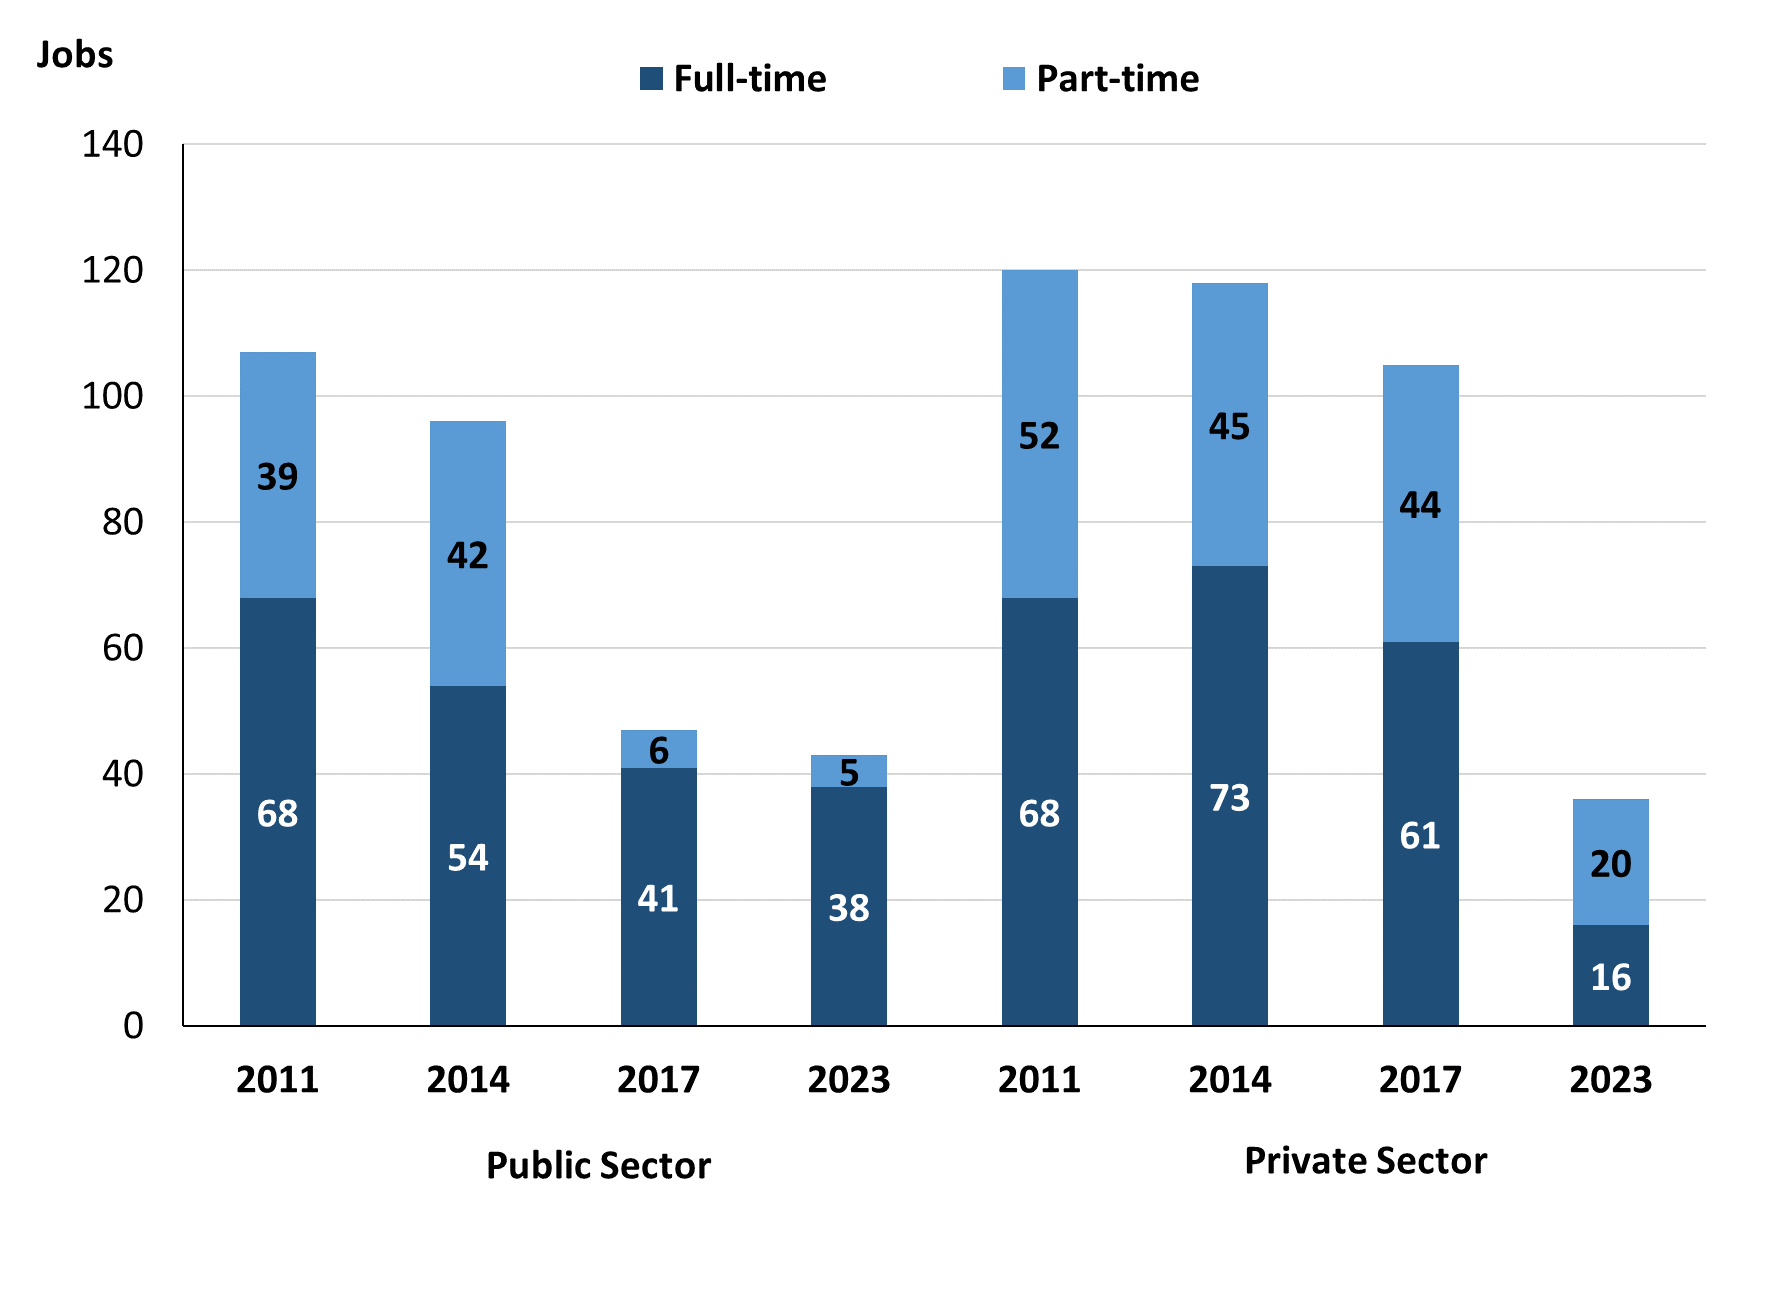 Jobs
Full-time Part-time
140
120
100
80
60
40
20
0
39 42 6 5 52 45 44 20
68 54 41 38 68 73 61 16
2011 2014 2017 2023 2011 2014 2017 2023
Public Sector Private Sector